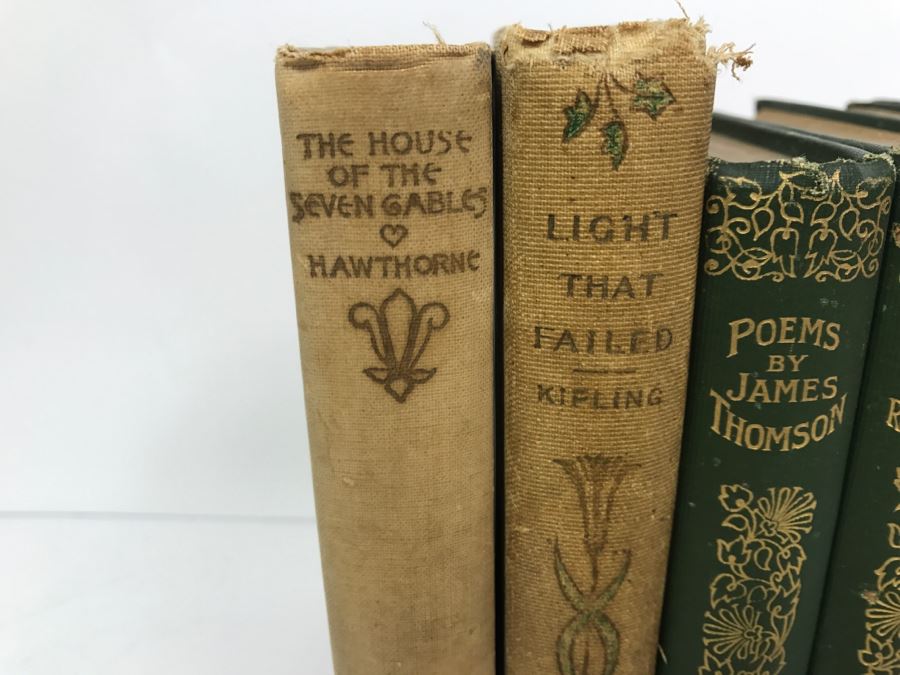 THE HOUSE
OF THE
SEVEN GABLES
HAWTHORNE
LIGHT
THAT
FAILED
KIPLING
POEMS
BY
JAMES
THOMSON
R